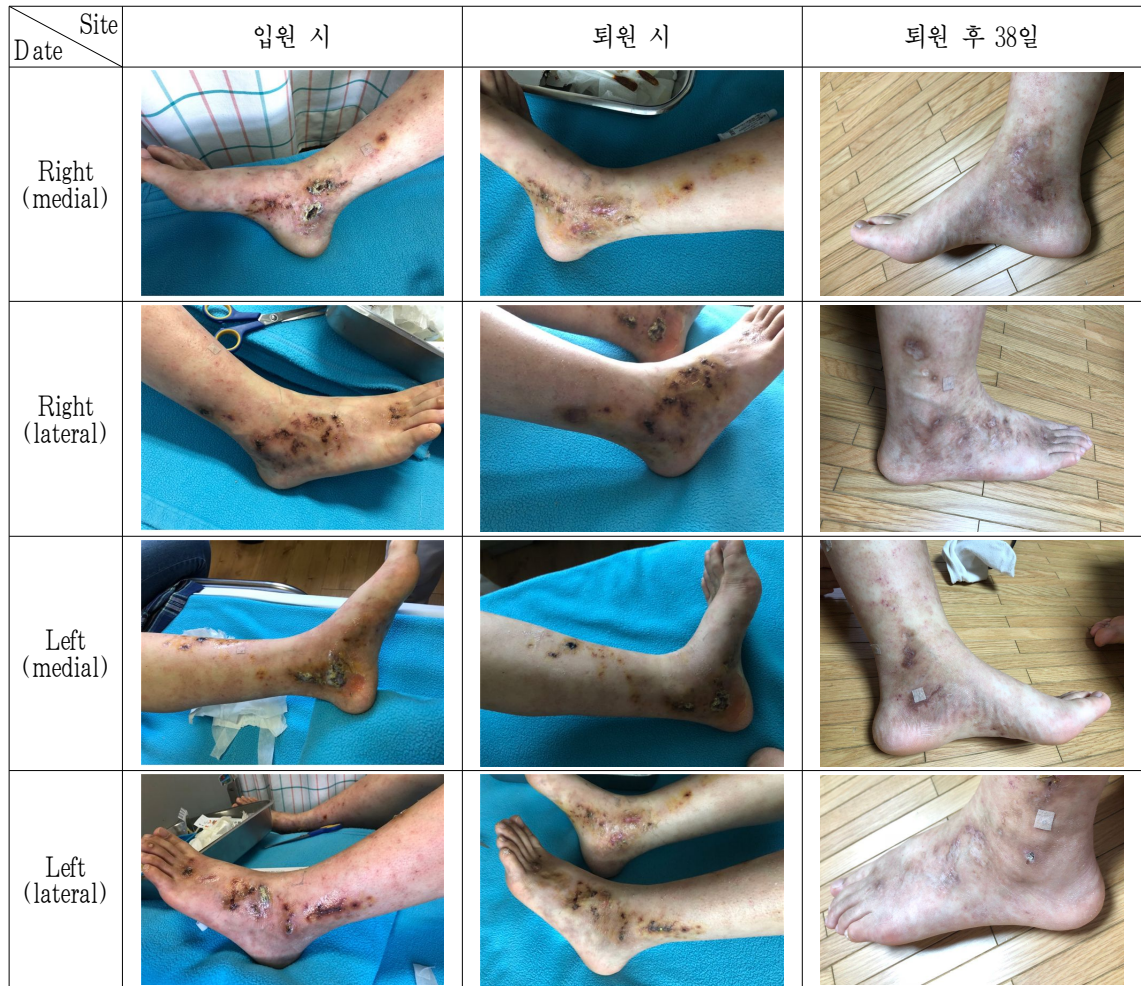 Site
Date
입원 시
퇴원 시
퇴원 후 38일
Right
(medial)
Right
(lateral)
Left
(medial)
Left
(lateral)